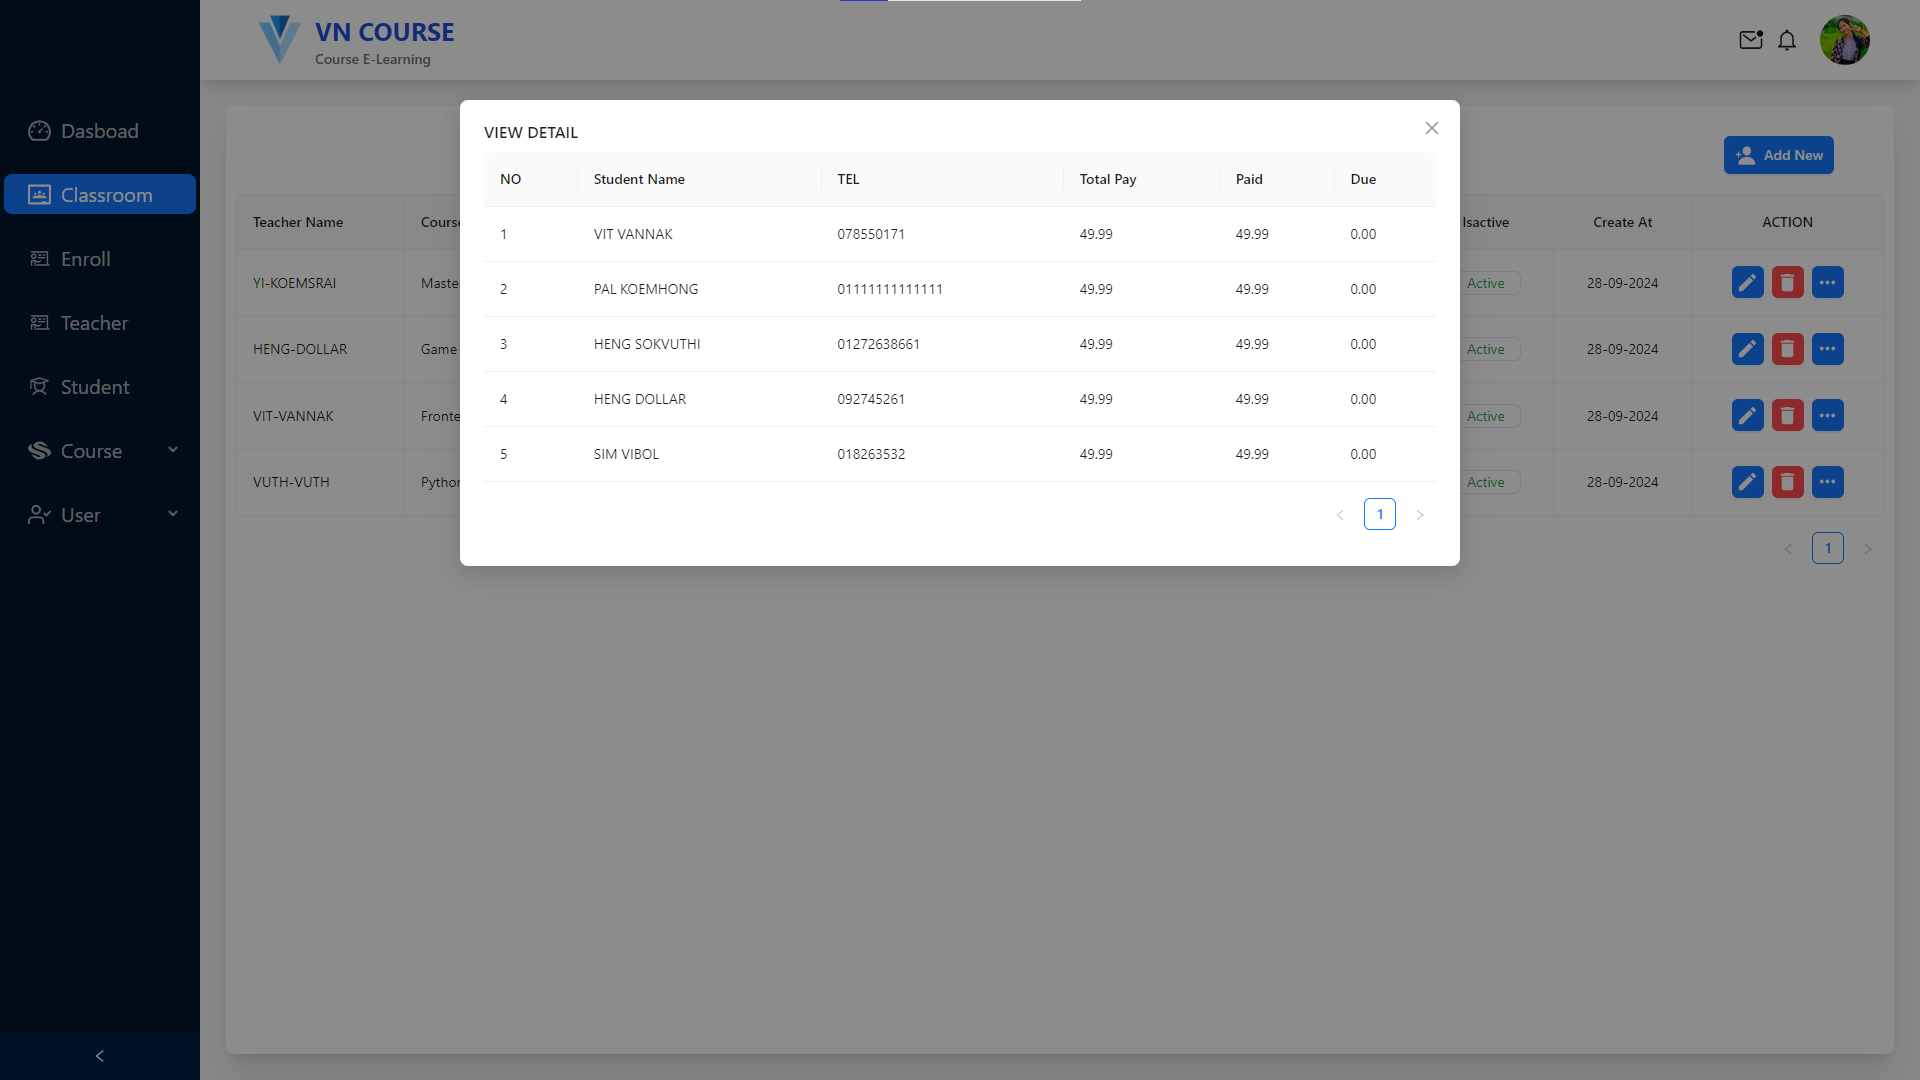 VN COURSE
Course E-Learning
Dasboad
Classroom
Enroll
Teacher
Student
Course
User
Add New
Teacher Name Isactive Create At ACTION
YI-KOEMSRAI Active 28-09-2024
HENG-DOLLAR Game Active 28-09-2024
VIT-VANNAK Active 28-09-2024
VUTH-VUTH Active 28-09-2024
1
VIEW DETAIL
NO Student Name TEL Total Pay Paid Due
1 VIT VANNAK 078550171 49.99 49.99 0.00
2 PAL KOEMHONG 01111111111111 49.99 49.99 0.00
3 HENG SOKVUTHI 01272638661 49.99 49.99 0.00
4 HENG DOLLAR 092745261 49.99 49.99 0.00
5 SIM VIBOL 018263532 49.99 49.99 0.00
1